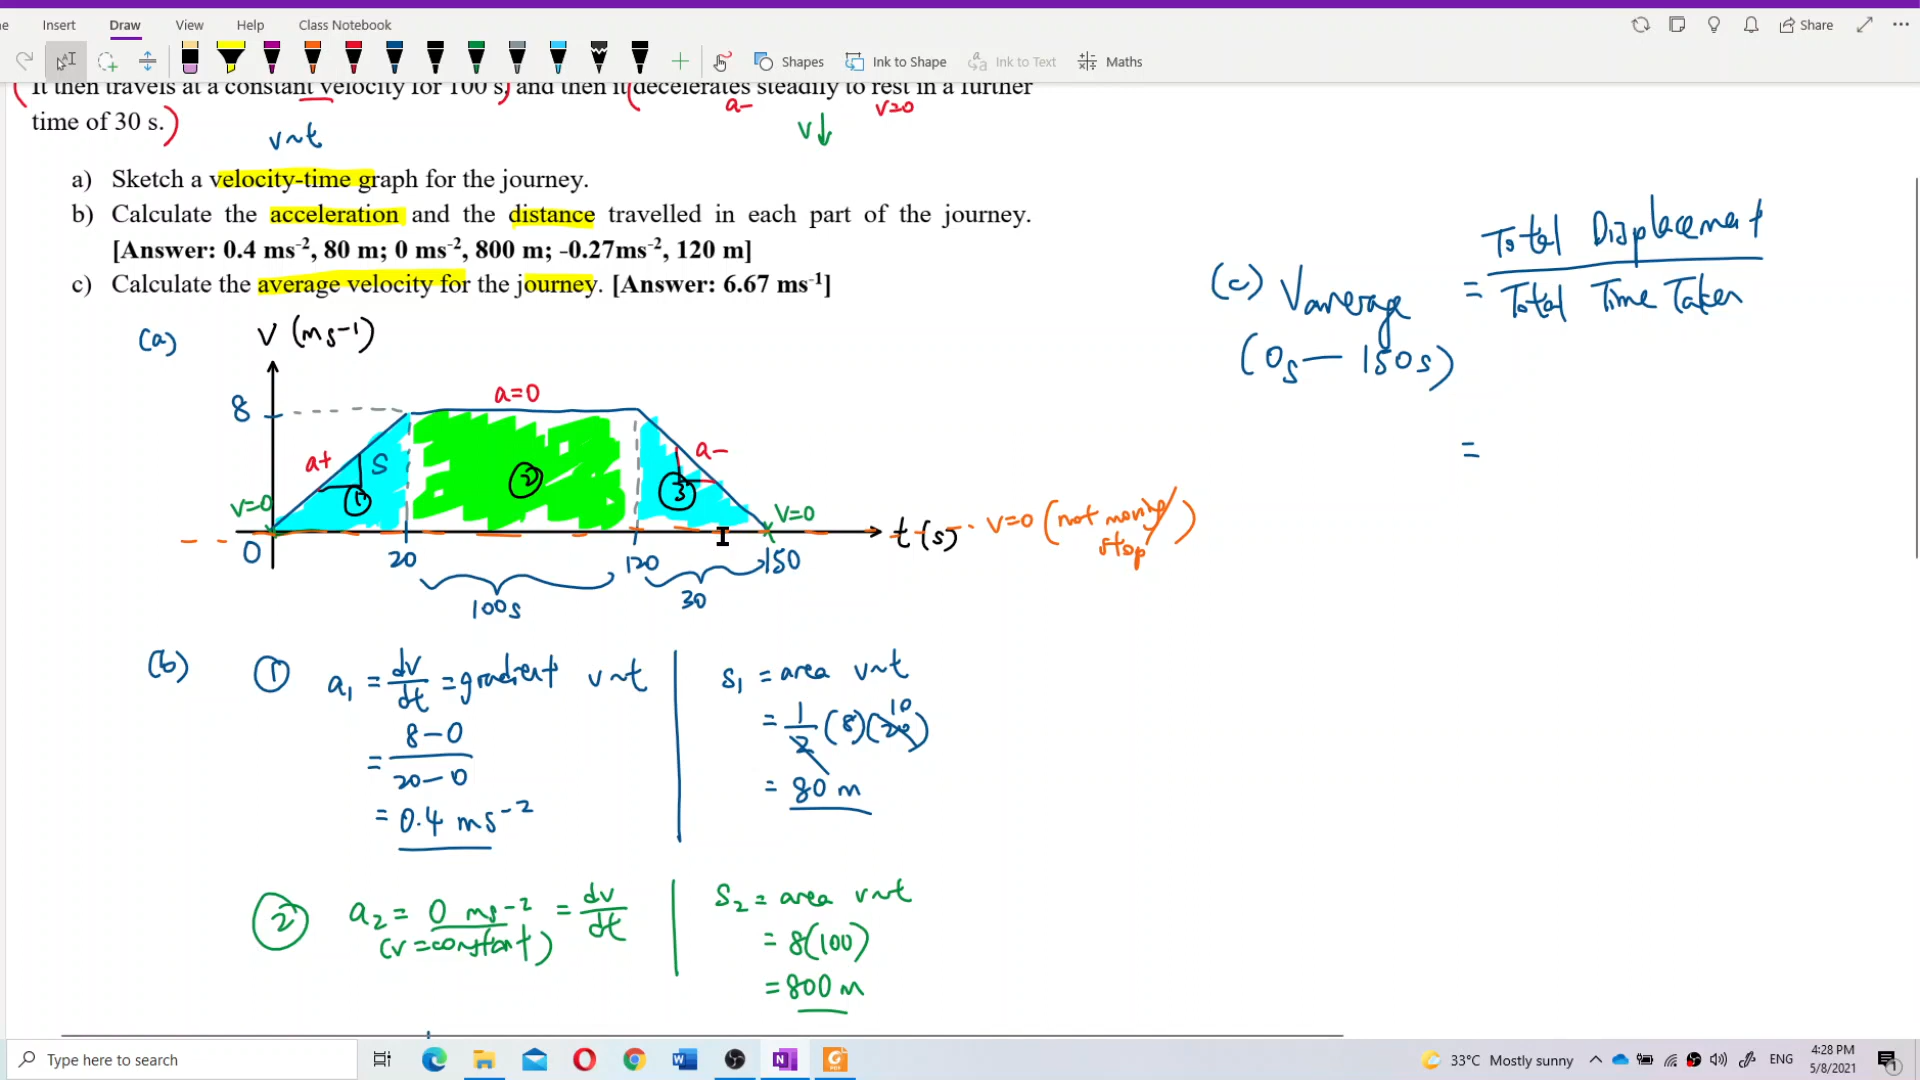 Insert Draw View Help Class Notebook Share
Shapes Ink to Shape Ink to Text Maths
It then travels at a constant velocity for 100 s, and then it decelerates steadily to rest in a further
a- v=0
time of 30 s.
v~t v↓
a) Sketch a velocity-time graph for the journey.
b) Calculate the acceleration and the distance travelled in each part of the journey.
[Answer: 0.4 ms⁻², 80 m; 0 ms⁻², 800 m; -0.27ms⁻², 120 m]
c) Calculate the average velocity for the journey. [Answer: 6.67 ms⁻¹]
(c) Vaverage = Total Displacement / Total Time Taken
(0s — 150s)
=
(a) V (ms⁻¹)
8
a=0
a+ S a-
① ② ③
v=0 v=0
t(s) v=0 (not moving/
stop)
0 20 120 150
100s 30
(b) ① a₁ = dv/dt = gradient v~t
= 8-0 / 20-0
= 0.4 ms⁻²
s₁ = area v~t
= 1/2 (8)(20) 10
= 80 m
② a₂ = 0 ms⁻² = dv/dt
(v = constant)
s₂ = area v~t
= 8(100)
= 800 m
Type here to search
33°C Mostly sunny ENG 4:28 PM
5/8/2021